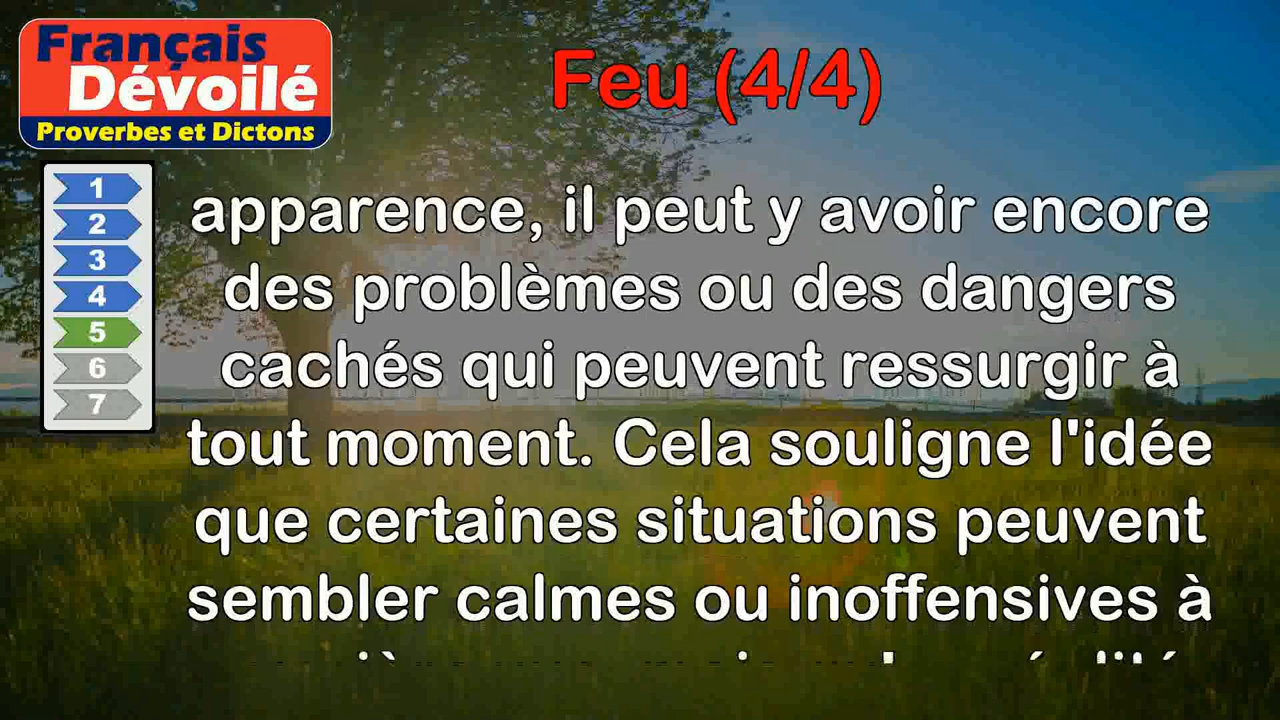 Français
Dévoilé
Proverbes et Dictons
Feu (4/4)
1
2
3
4
5
6
7
apparence, il peut y avoir encore
des problèmes ou des dangers
cachés qui peuvent ressurgir à
tout moment. Cela souligne l'idée
que certaines situations peuvent
sembler calmes ou inoffensives à